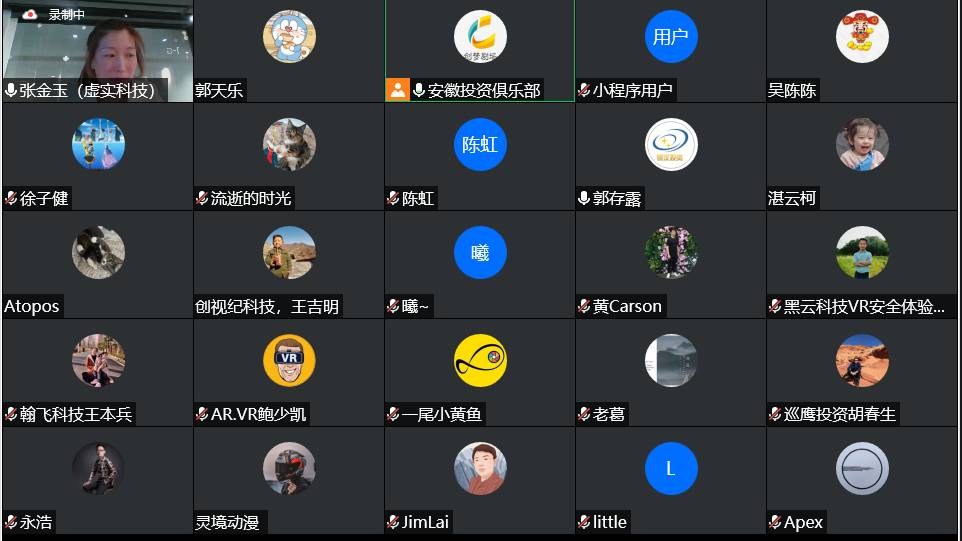 录制中
张金玉（虚实科技）
郭天乐
创梦剧场
安徽投资俱乐部
用户
小程序用户
吴陈陈
徐子健
流逝的时光
陈虹
陈虹
郭存露
湛云柯
Atopos
创视纪科技，王吉明
曦
曦~
黄Carson
黑云科技VR安全体验...
翰飞科技王本兵
VR
AR.VR鲍少凯
一尾小黄鱼
老葛
巡鹰投资胡春生
永浩
灵境动漫
JimLai
L
little
Apex